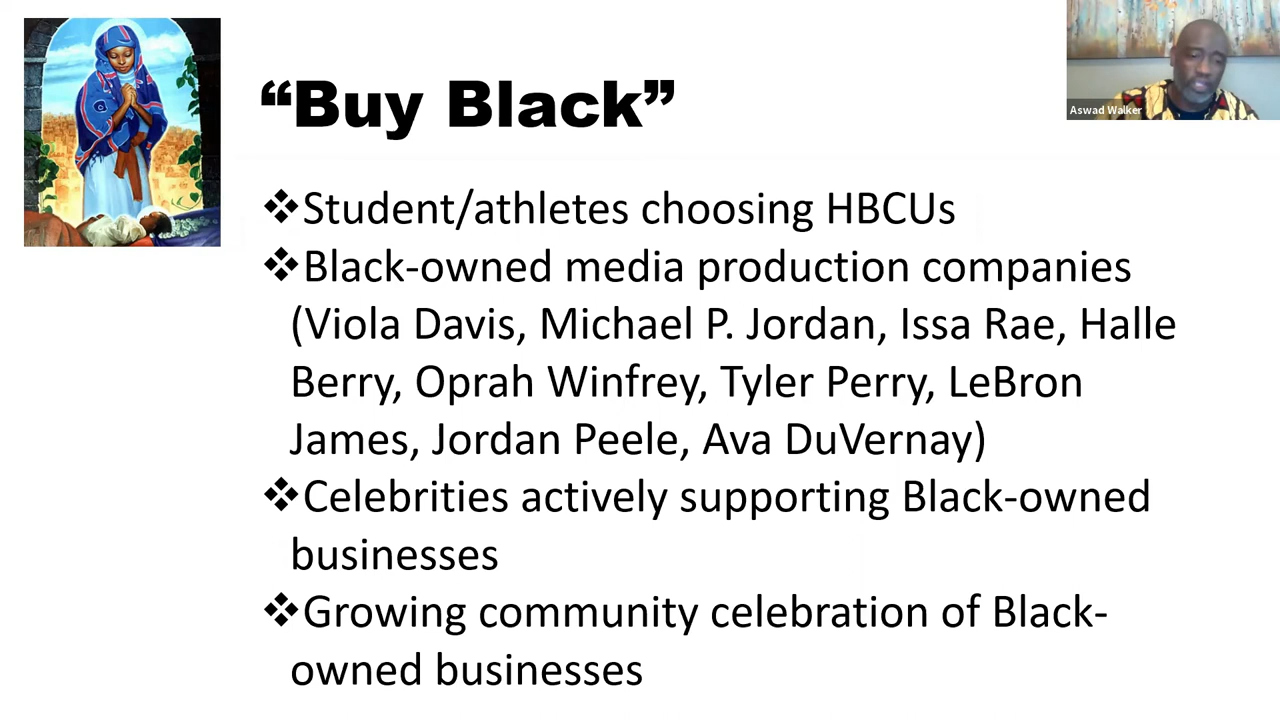 “Buy Black”
Aswad Walker
❖Student/athletes choosing HBCUs
❖Black-owned media production companies
(Viola Davis, Michael P. Jordan, Issa Rae, Halle
Berry, Oprah Winfrey, Tyler Perry, LeBron
James, Jordan Peele, Ava DuVernay)
❖Celebrities actively supporting Black-owned
businesses
❖Growing community celebration of Black-
owned businesses